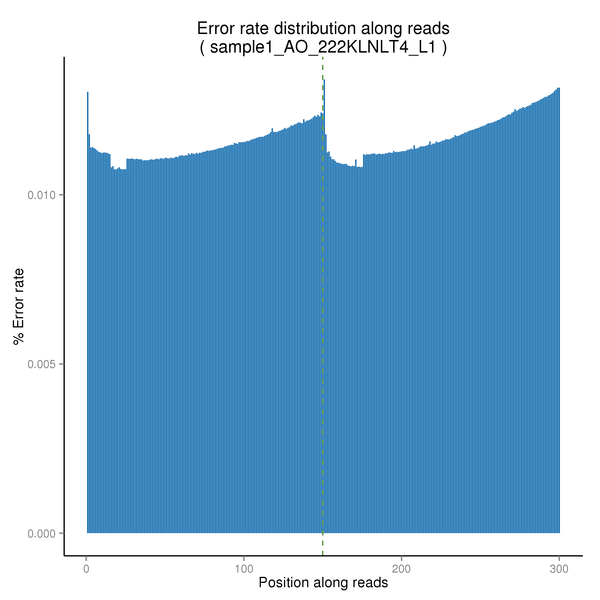 Error rate distribution along reads
( sample1_AO_222KLNLT4_L1 )
% Error rate
0.010
0.005
0.000
0
100
200
300
Position along reads